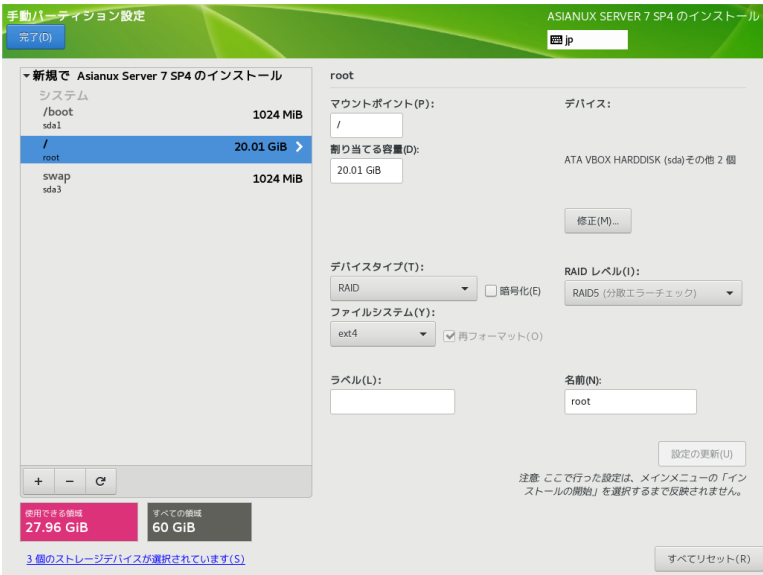 手動パーティション設定
ASIANUX SERVER 7 SP4 のインストール
完了(D)
jp
新規で Asianux Server 7 SP4 のインストール
システム
/boot
1024 MiB
sda1
/
20.01 GiB
root
swap
1024 MiB
sda3
root
マウントポイント(P):
デバイス:
/
割り当てる容量(D):
20.01 GiB
ATA VBOX HARDDISK (sda)その他 2 個
修正(M)...
デバイスタイプ(T):
RAID レベル(I):
RAID
暗号化(E)
RAID5 (分散エラーチェック)
ファイルシステム(Y):
ext4
再フォーマット(O)
ラベル(L):
名前(N):
root
設定の更新(U)
注意: ここで行った設定は、メインメニューの「イン
ストールの開始」を選択するまで反映されません。
+ −
使用できる領域
27.96 GiB
すべての領域
60 GiB
3 個のストレージデバイスが選択されています(S)
すべてリセット(R)